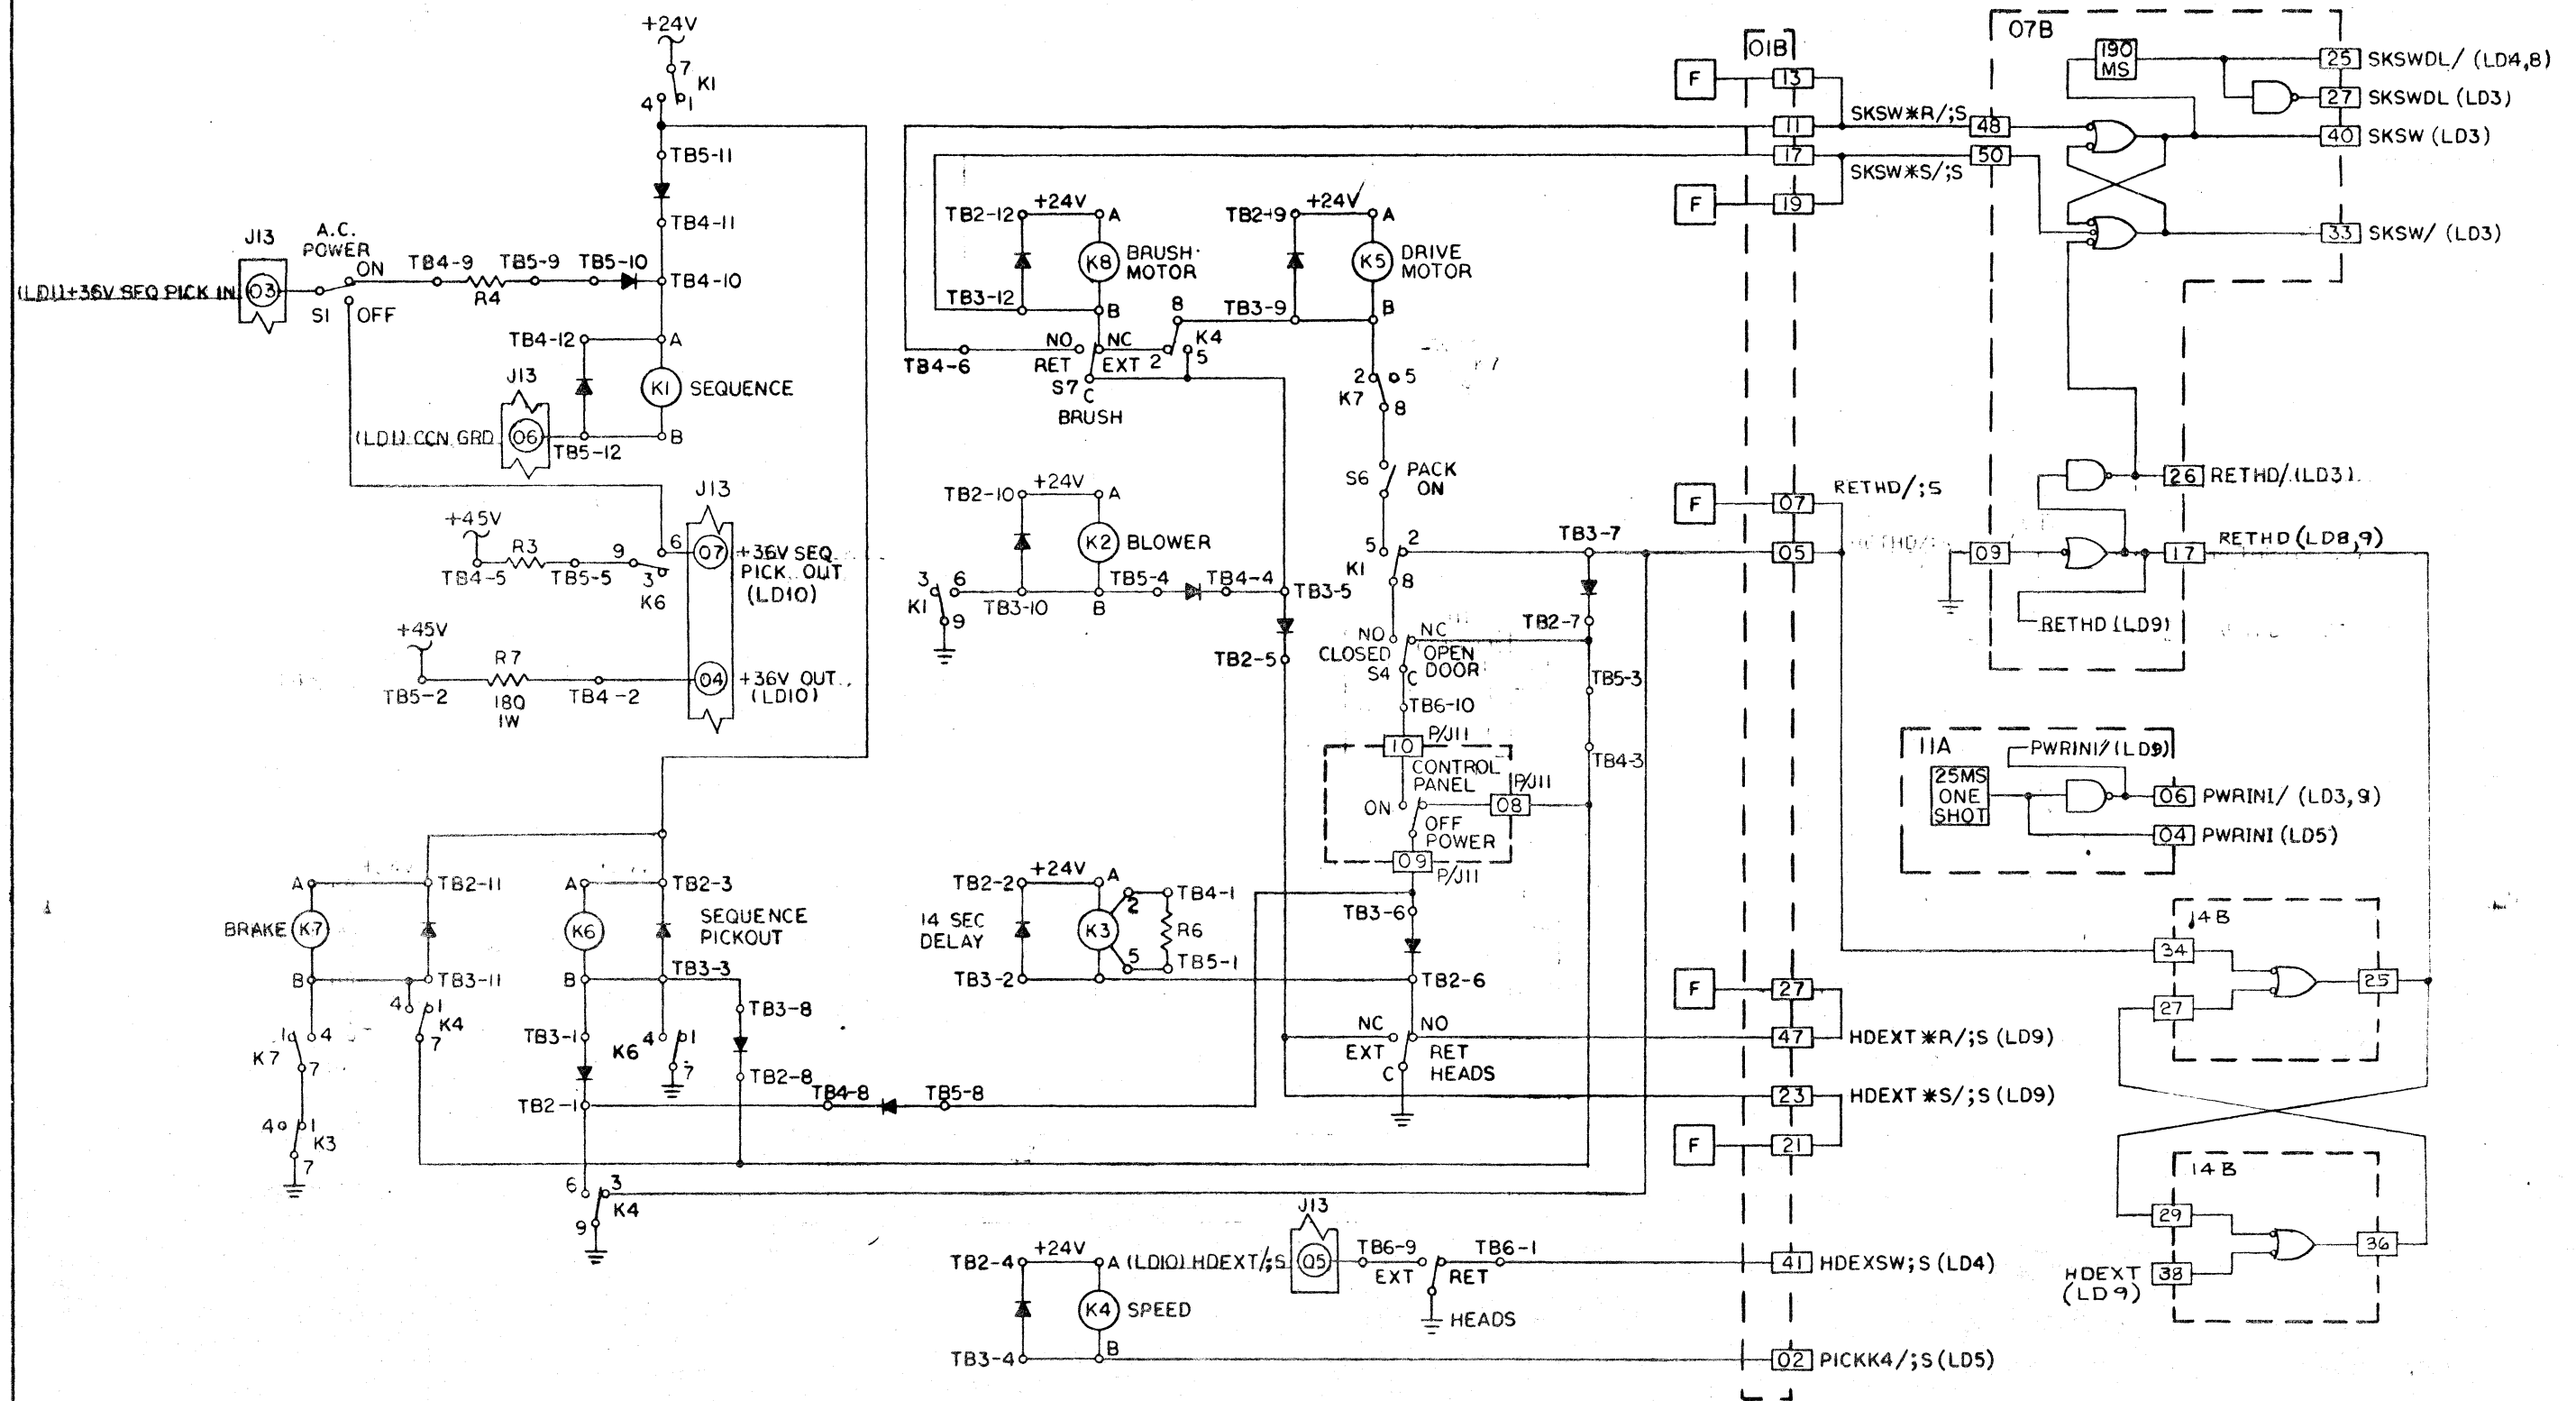 +24V
7
K1
4
1
TB5-11
TB4-11
J13
A.C.
POWER
ON
TB4-9
TB5-9
TB5-10
TB4-10
(LD1)+36V SEQ PICK IN
03
S1
OFF
R4
TB4-12
A
J13
K1
SEQUENCE
(LD1)
GRD
06
TB5-12
B
J13
+45V
R3
9
6
07
+36V SEQ
PICK OUT
(LD10)
TB4-5
TB5-5
3
K6
+45V
R7
04
+36V OUT
(LD10)
TB5-2
180
1W
TB4-2
A
TB2-11
A
TB2-3
BRAKE
K7
K6
SEQUENCE
PICKOUT
B
TB3-11
B
TB3-3
4
1
K4
7
TB3-8
1
4
K7
7
TB3-1
K6
4
1
7
TB2-8
TB2-1
TB4-8
TB5-8
4
1
K3
7
6
3
K4
9
TB2-12
+24V
A
K8
BRUSH
MOTOR
TB3-12
B
TB2-9
+24V
A
K5
DRIVE
MOTOR
8
TB3-9
B
TB4-6
NO
RET
NC
EXT
2
K4
5
S7
C
BRUSH
2
5
K7
8
S6
PACK
ON
TB2-10
+24V
A
K2
BLOWER
3
6
K1
9
TB3-10
B
TB5-4
TB4-4
TB3-5
TB2-5
5
2
K1
8
TB3-7
TB2-7
NO
CLOSED
NC
OPEN
DOOR
S4
C
TB6-10
TB5-3
TB4-3
10
P/J11
CONTROL
PANEL
P/J11
ON
08
OFF
POWER
09
P/J11
TB2-2
+24V
A
14 SEC
DELAY
K3
2
TB4-1
R6
5
TB5-1
TB3-2
TB3-6
TB2-6
NC
EXT
NO
RET
HEADS
C
TB2-4
+24V
A
K4
SPEED
TB3-4
B
(LD10) HDEXT/;S
J13
05
TB6-9
EXT
TB6-1
RET
HEADS
01B
F
13
11
17
F
19
F
07
05
F
27
47
HDEXT*R/;S (LD9)
23
HDEXT*S/;S (LD9)
F
21
41
HDEXSW;S (LD4)
02
PICKK4/;S (LD5)
SKSW*R/;S
SKSW*S/;S
RETHD/;S
07B
190
MS
25
SKSWDL/ (LD4,8)
27
SKSWDL (LD3)
48
40
SKSW (LD3)
50
33
SKSW/ (LD3)
26
RETHD/ (LD3)
09
17
RETHD (LD8,9)
RETHD (LD9)
11A
25MS
ONE
SHOT
PWRINI/ (LD9)
06
PWRINI/ (LD3,9)
04
PWRINI (LD5)
14B
34
27
25
14B
29
36
HDEXT
(LD9)
38